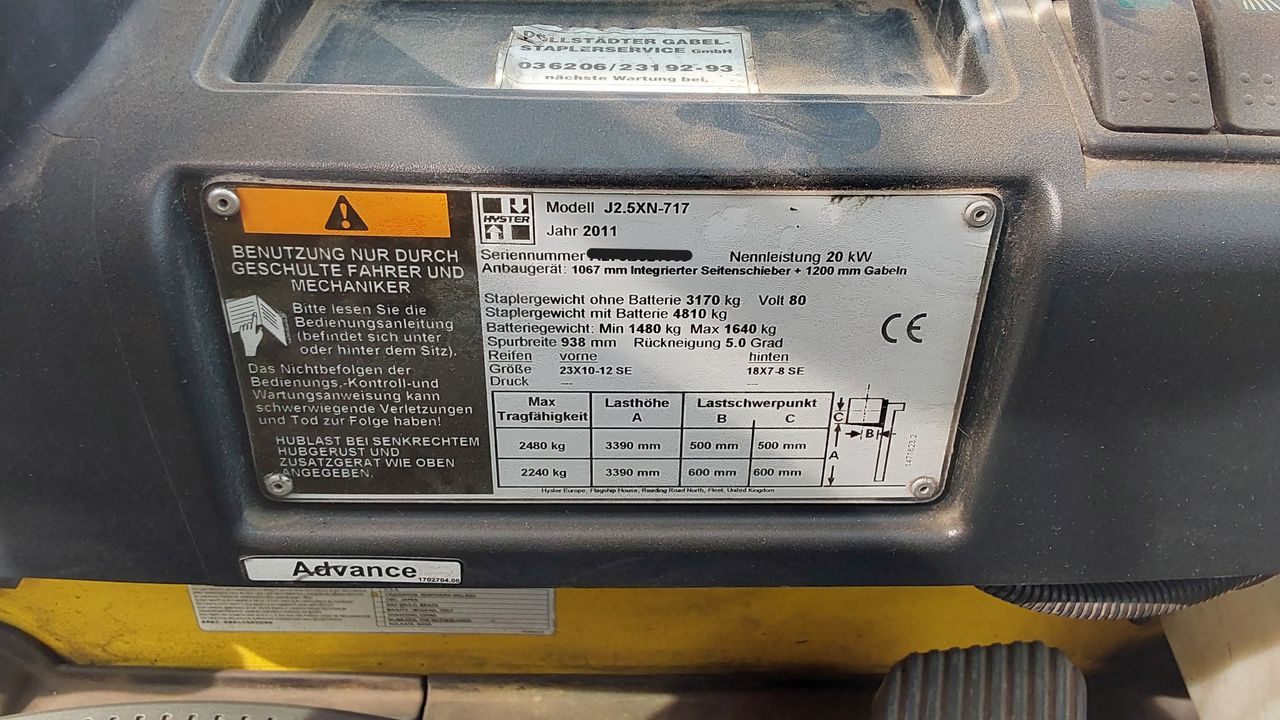 POLLSTÄDTER GABEL-
STAPLERSERVICE GmbH
036206/23192-93
nächste Wartung bei
BENUTZUNG NUR DURCH
GESCHULTE FAHRER UND
MECHANIKER
Bitte lesen Sie die
Bedienungsanleitung
(befindet sich unter
oder hinter dem Sitz).
Das Nichtbefolgen der
Bedienungs.-Kontroll-und
Wartungsanweisung kann
schwerwiegende Verletzungen
und Tod zur Folge haben!
HUBLAST BEI SENKRECHTEM
HUBGERUST UND
ZUSATZGERÄT WIE OBEN
ANGEGEBEN.
HYSTER
Modell J2.5XN-717
Jahr 2011
Seriennummer Nennleistung 20 kW
Anbaugerät: 1067 mm Integrierter Seitenschieber + 1200 mm Gabeln
Staplergewicht ohne Batterie 3170 kg Volt 80
Staplergewicht mit Batterie 4810 kg
Batteriegewicht: Min 1480 kg Max 1640 kg
Spurbreite 938 mm Rückneigung 5.0 Grad
Reifen vorne hinten
Größe 23X10-12 SE 18X7-8 SE
Druck --- ---
CE
Max Tragfähigkeit Lasthöhe A Lastschwerpunkt B C
2480 kg 3390 mm 500 mm 500 mm
2240 kg 3390 mm 600 mm 600 mm
C
B
A
1471623.2
Hyster Europe, Flagship House, Reading Road North, Fleet, United Kingdom
Advance
1702704.00